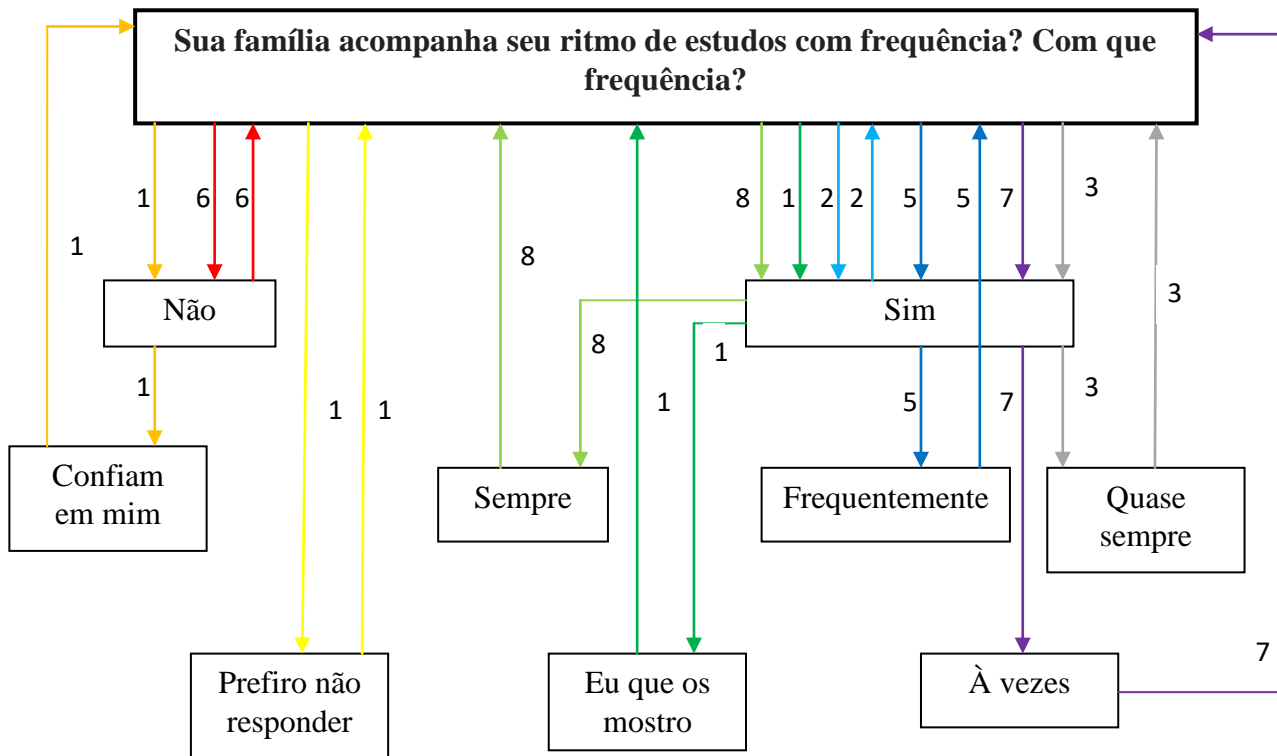 Sua família acompanha seu ritmo de estudos com frequência? Com que
frequência?
1
6
6
8
1
2
2
5
5
7
3
1
8
3
Não
Sim
1
8
1
1
1
1
5
7
3
Confiam
em mim
Sempre
Frequentemente
Quase
sempre
Prefiro não
responder
Eu que os
mostro
À vezes
7